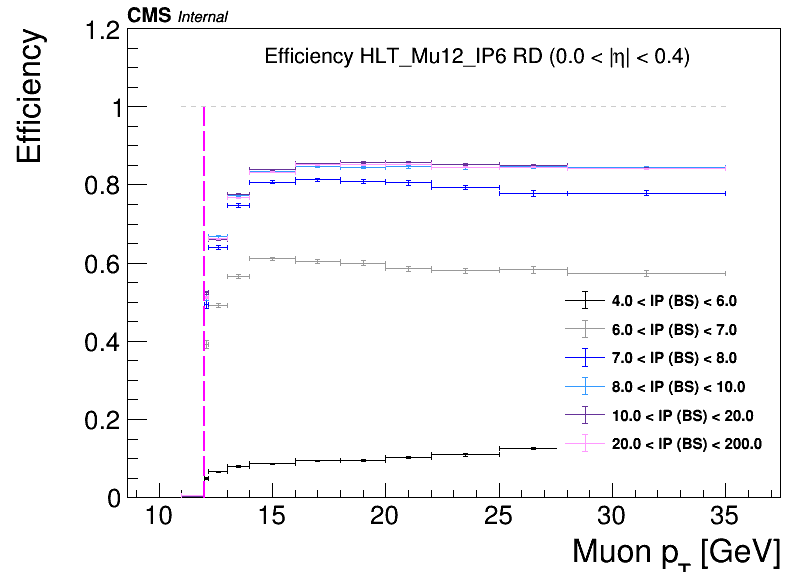 CMS Internal
Efficiency HLT_Mu12_IP6 RD (0.0 < |η| < 0.4)
Efficiency
1.2
1
0.8
0.6
0.4
0.2
0
4.0 < IP (BS) < 6.0
6.0 < IP (BS) < 7.0
7.0 < IP (BS) < 8.0
8.0 < IP (BS) < 10.0
10.0 < IP (BS) < 20.0
20.0 < IP (BS) < 200.0
10 15 20 25 30 35
Muon p_T [GeV]